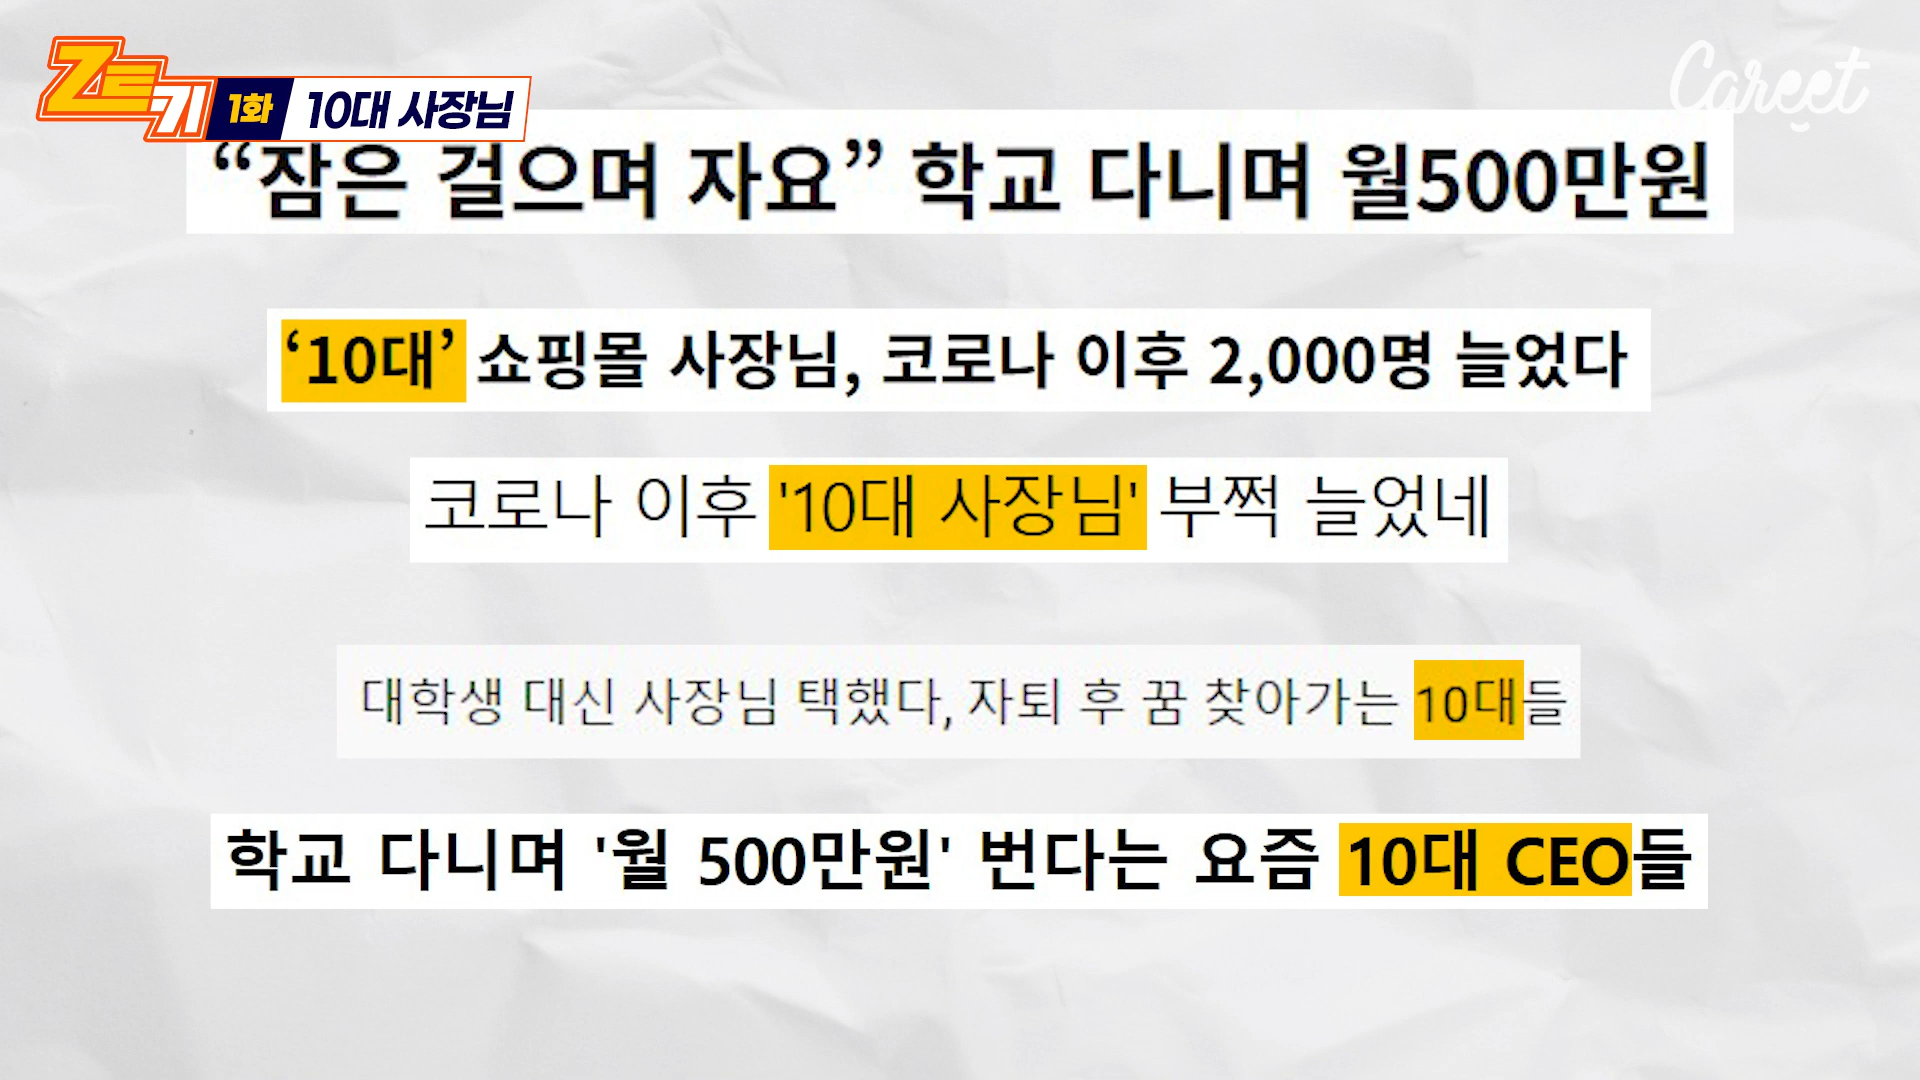 Z트기 1화 10대 사장님
Careet
“잠은 걸으며 자요” 학교 다니며 월500만원
‘10대’ 쇼핑몰 사장님, 코로나 이후 2,000명 늘었다
코로나 이후 '10대 사장님' 부쩍 늘었네
대학생 대신 사장님 택했다, 자퇴 후 꿈 찾아가는 10대들
학교 다니며 '월 500만원' 번다는 요즘 10대 CEO들